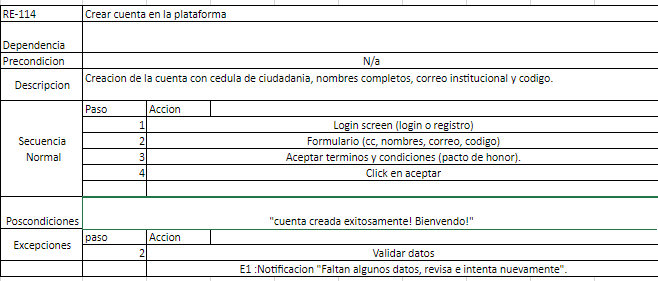 RE-114 Crear cuenta en la plataforma
Dependencia
Precondicion N/a
Descripcion Creacion de la cuenta con cedula de ciudadania, nombres completos, correo institucional y codigo.
Paso Accion
1 Login screen (login o registro)
Secuencia Normal
2 Formulario (cc, nombres, correo, codigo)
3 Aceptar terminos y condiciones (pacto de honor).
4 Click en aceptar
Poscondiciones "cuenta creada exitosamente! Bienvendo!"
Excepciones
paso Accion
2 Validar datos
E1 :Notificacion "Faltan algunos datos, revisa e intenta nuevamente".